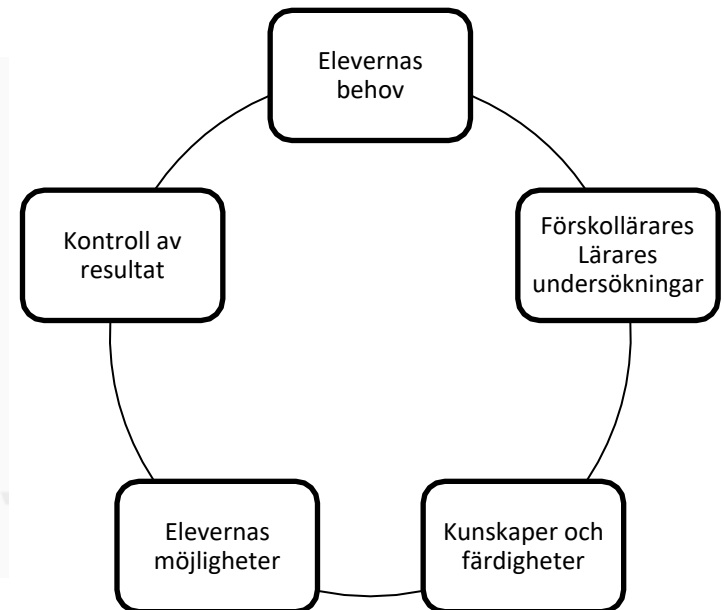 Elevernas
behov
Förskollärares
Lärares
undersökningar
Kunskaper och
färdigheter
Elevernas
möjligheter
Kontroll av
resultat